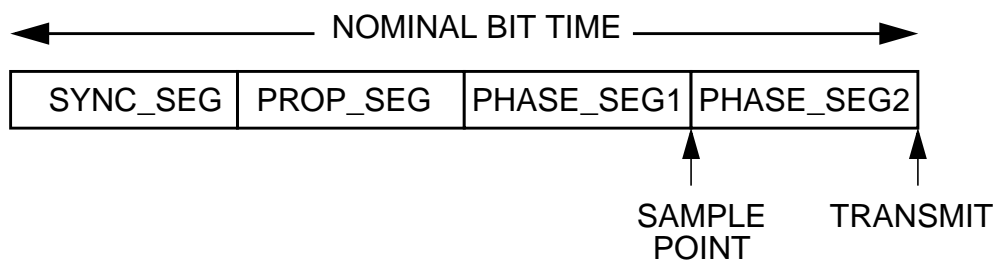 NOMINAL BIT TIME
SYNC_SEG PROP_SEG PHASE_SEG1 PHASE_SEG2
SAMPLE POINT
TRANSMIT